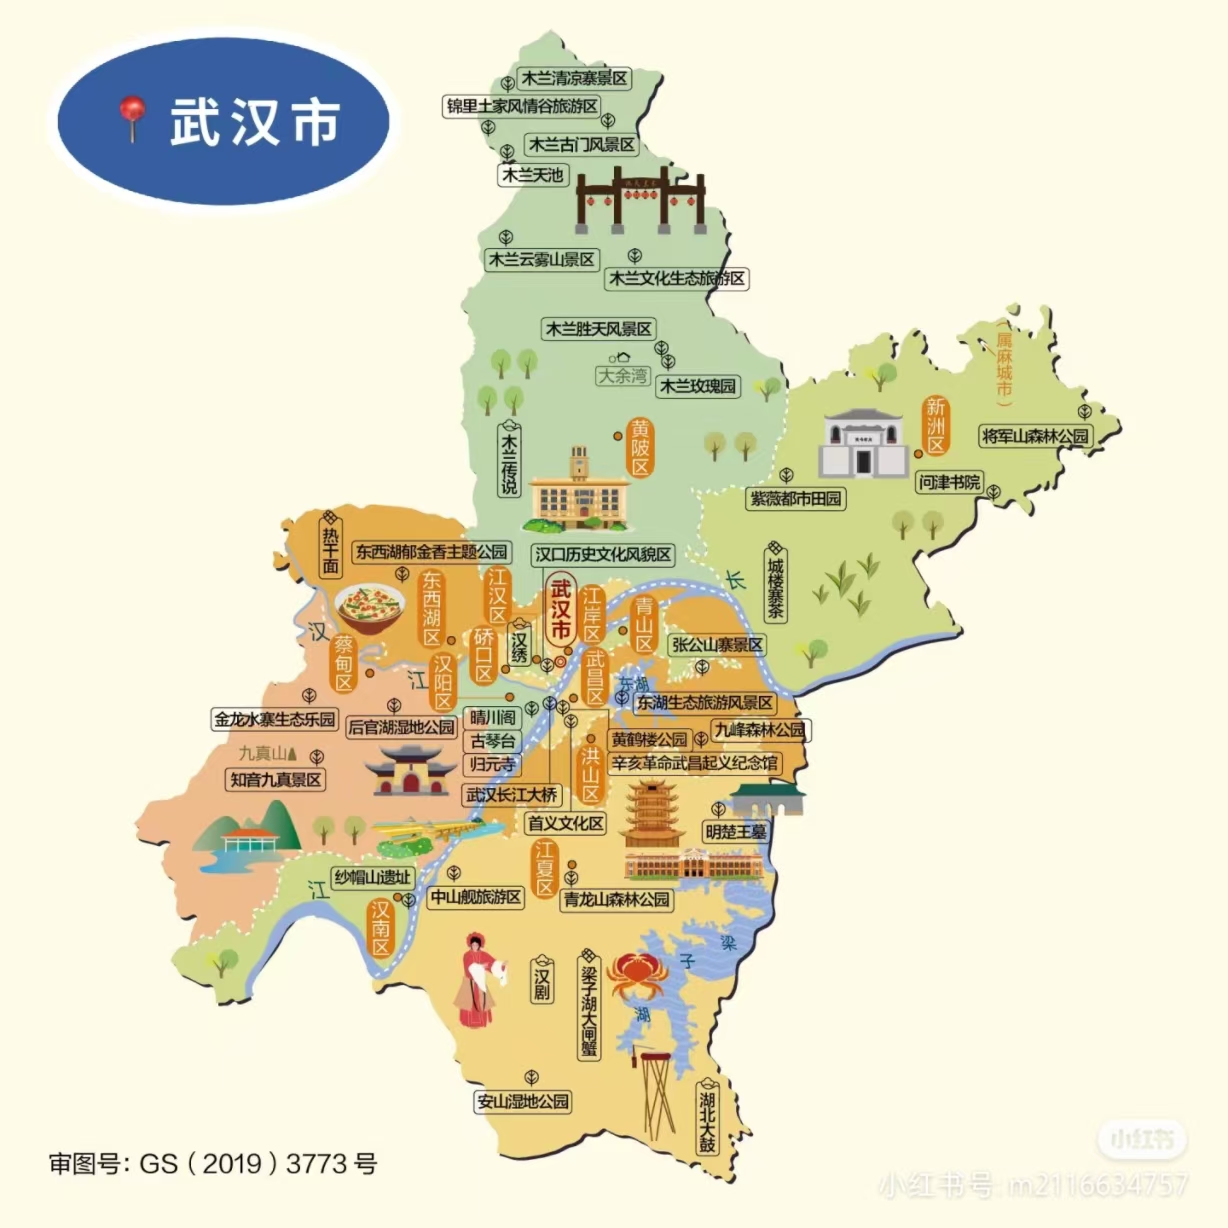 武汉市
木兰清凉寨景区
锦里土家风情谷旅游区
木兰古门风景区
木兰天池
木兰云雾山景区
木兰文化生态旅游区
木兰胜天风景区
大余湾
木兰玫瑰园
木兰传说
黄陂区
（属麻城市）
新洲区
将军山森林公园
问津书院
紫薇都市田园
城楼寨茶
热干面
东西湖郁金香主题公园
汉口历史文化风貌区
东西湖区
江汉区
武汉市
江岸区
青山区
长
汉
江
蔡甸区
汉阳区
硚口区
汉绣
武昌区
张公山寨景区
东湖
东湖生态旅游风景区
金龙水寨生态乐园
后官湖湿地公园
晴川阁
古琴台
归元寺
黄鹤楼公园
九峰森林公园
辛亥革命武昌起义纪念馆
洪山区
九真山
知音九真景区
武汉长江大桥
首义文化区
明楚王墓
江夏区
纱帽山遗址
江
汉南区
中山舰旅游区
青龙山森林公园
汉剧
梁子湖大闸蟹
梁
子
湖
安山湿地公园
湖北大鼓
审图号：GS（2019）3773号
小红书
小红书号：m2116634757